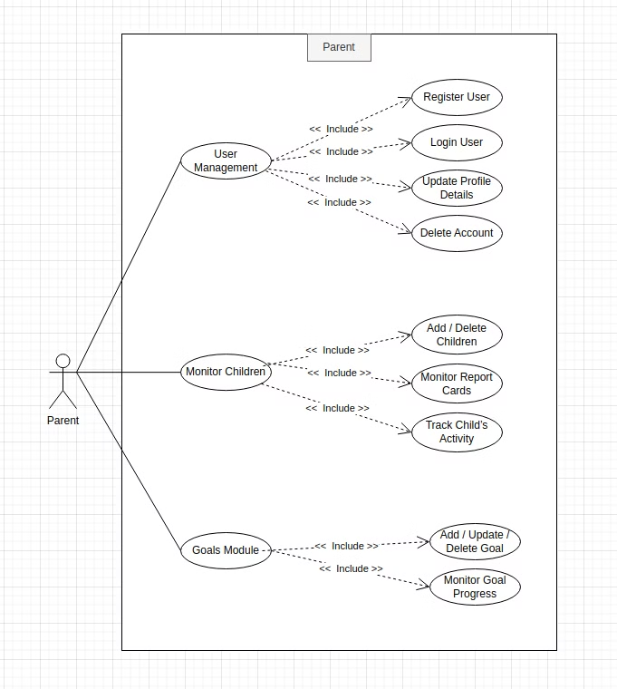 Parent
Register User
<< Include >>
Login User
<< Include >>
User
Management
<< Include >>
Update Profile
Details
<< Include >>
Delete Account
Add / Delete
Children
<< Include >>
Monitor Children
<< Include >>
Monitor Report
Cards
<< Include >>
Track Child's
Activity
Parent
Add / Update /
Delete Goal
<< Include >>
Goals Module
<< Include >>
Monitor Goal
Progress